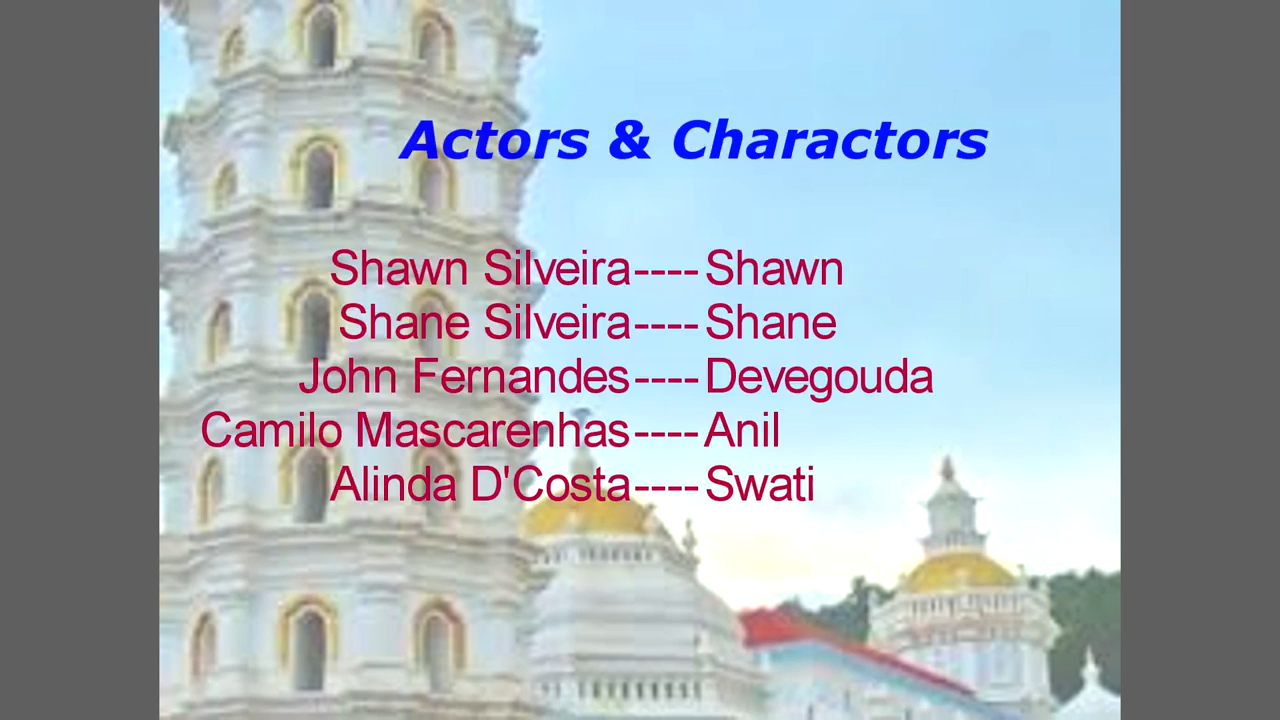 Actors & Charactors
Shawn Silveira----Shawn
Shane Silveira----Shane
John Fernandes----Devegouda
Camilo Mascarenhas----Anil
Alinda D'Costa----Swati